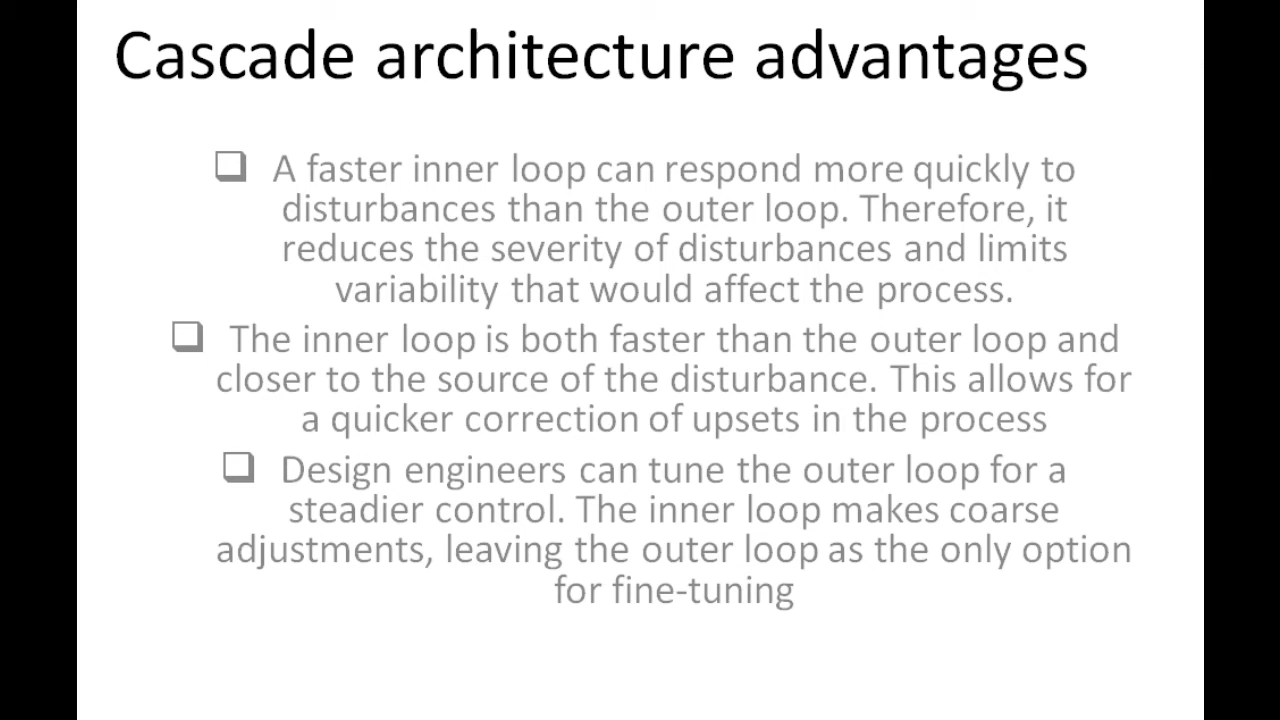 Cascade architecture advantages
❑ A faster inner loop can respond more quickly to
disturbances than the outer loop. Therefore, it
reduces the severity of disturbances and limits
variability that would affect the process.
❑ The inner loop is both faster than the outer loop and
closer to the source of the disturbance. This allows for
a quicker correction of upsets in the process
❑ Design engineers can tune the outer loop for a
steadier control. The inner loop makes coarse
adjustments, leaving the outer loop as the only option
for fine-tuning